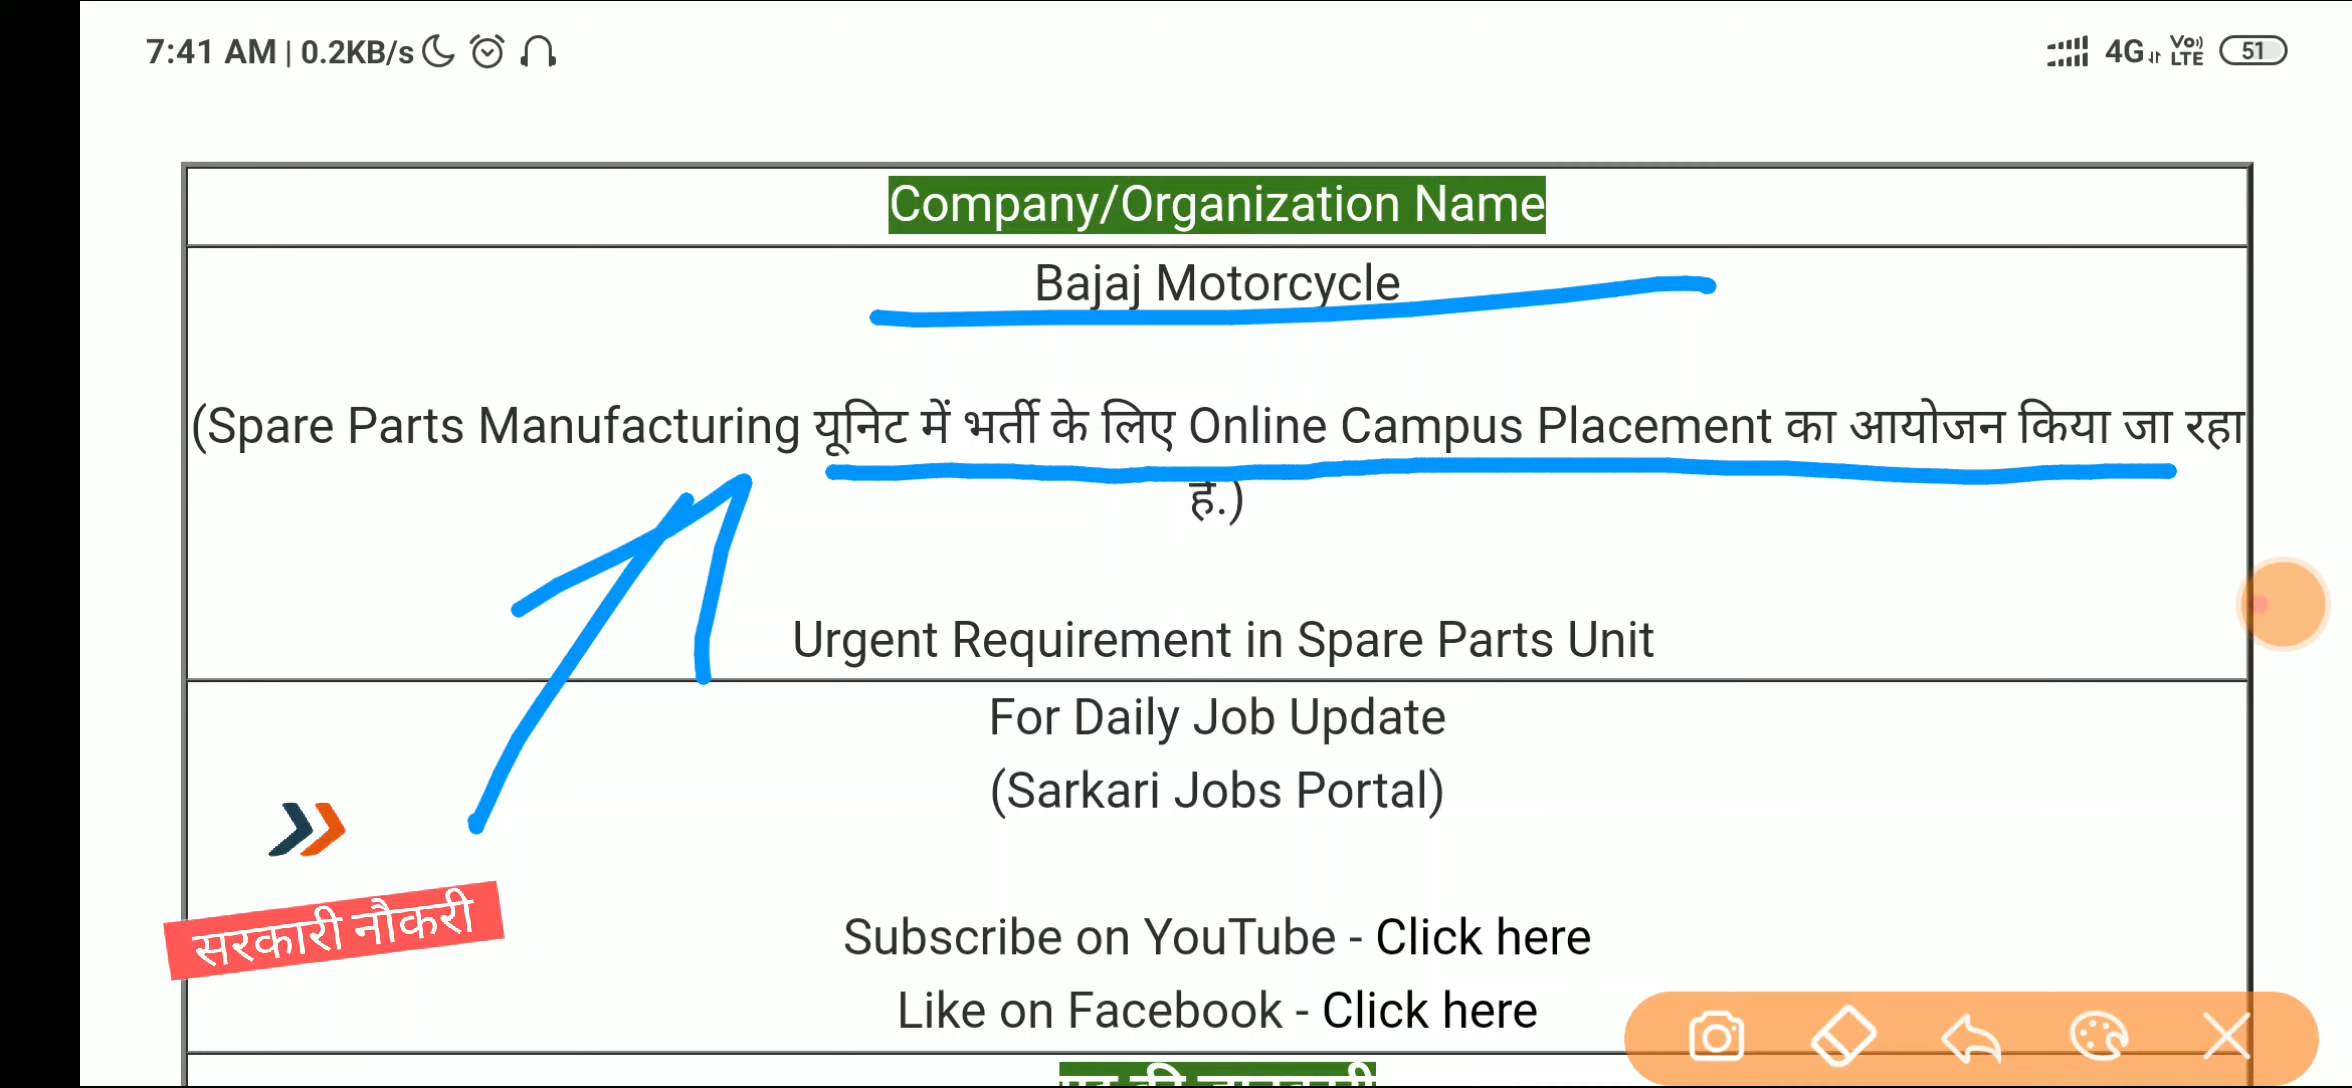 7:41 AM | 0.2KB/s
4G VoLTE 51
Company/Organization Name
Bajaj Motorcycle
(Spare Parts Manufacturing यूनिट में भर्ती के लिए Online Campus Placement का आयोजन किया जा रहा
है.)
Urgent Requirement in Spare Parts Unit
For Daily Job Update
(Sarkari Jobs Portal)
सरकारी नौकरी
Subscribe on YouTube - Click here
Like on Facebook - Click here